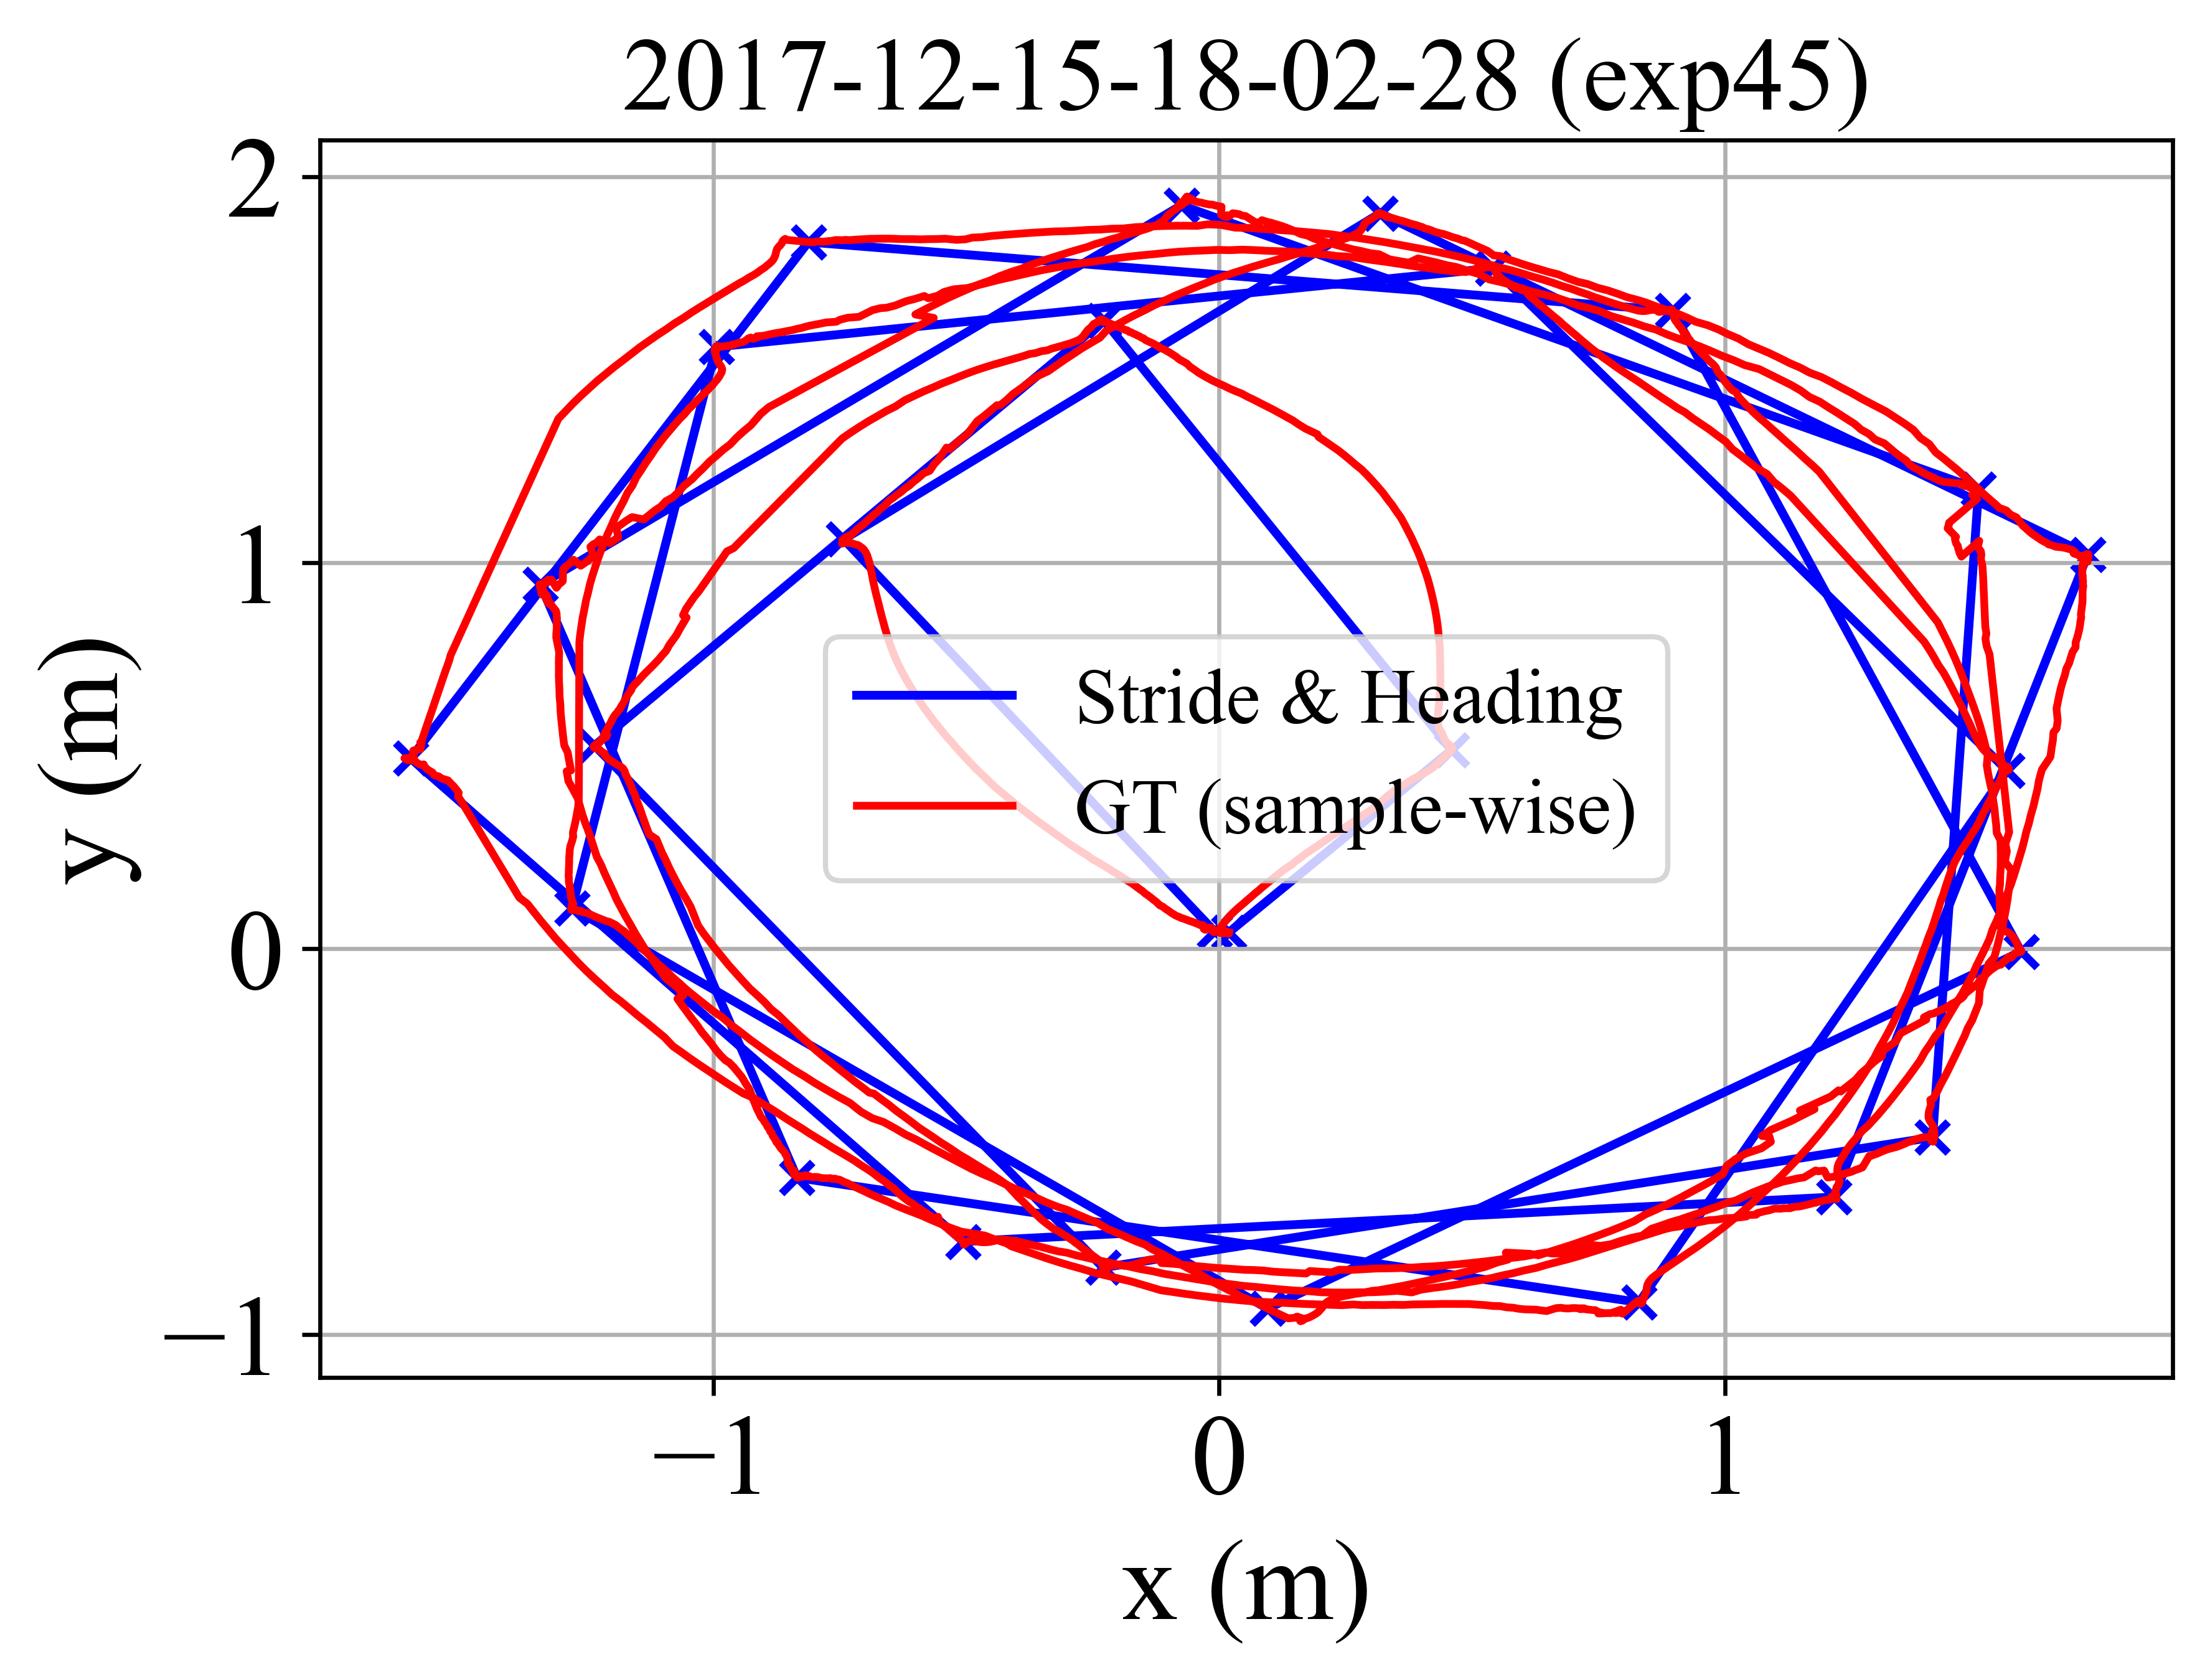 2017-12-15-18-02-28 (exp45)
2
1
0
−1
y (m)
Stride & Heading
GT (sample-wise)
−1
0
1
x (m)